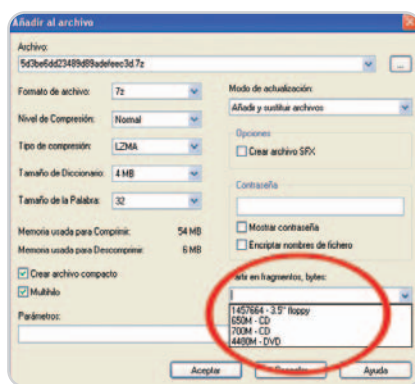 Añadir al archivo
Archivo:
5d3be6dd23489d89adefeec3d.7z
...
Formato de archivo: 7z
Modo de actualización:
Añadir y sustituir archivos
Nivel de Compresión: Normal
Opciones
Crear archivo SFX
Tipo de compresión: LZMA
Tamaño de Diccionario: 4 MB
Contraseña
Tamaño de la Palabra: 32
Mostrar contraseña
Encriptar nombres de fichero
Memoria usada para Comprimir: 54 MB
Memoria usada para Descomprimir: 6 MB
Crear archivo compacto
Multihilo
en fragmentos, bytes:
1457664 - 3.5" floppy
650M - CD
700M - CD
4480M - DVD
Parámetros:
Aceptar
Ayuda